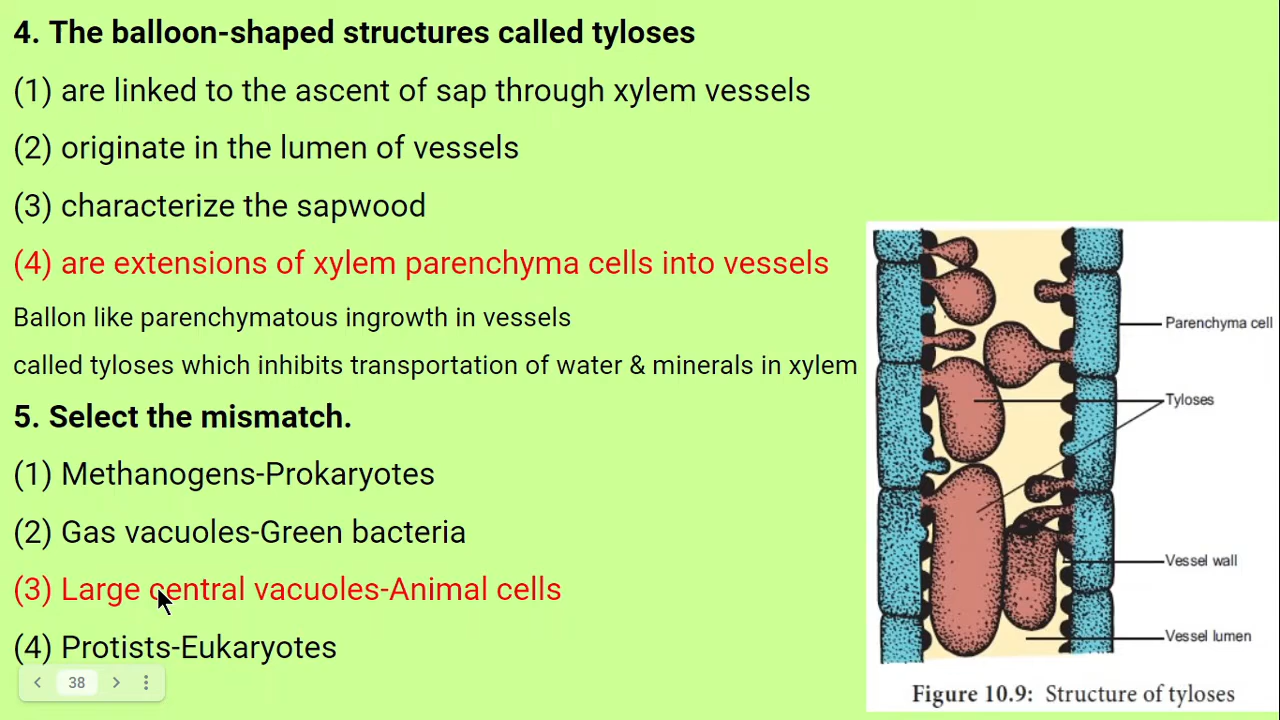 4. The balloon-shaped structures called tyloses
(1) are linked to the ascent of sap through xylem vessels
(2) originate in the lumen of vessels
(3) characterize the sapwood
(4) are extensions of xylem parenchyma cells into vessels
Ballon like parenchymatous ingrowth in vessels
called tyloses which inhibits transportation of water & minerals in xylem
5. Select the mismatch.
(1) Methanogens-Prokaryotes
(2) Gas vacuoles-Green bacteria
(3) Large central vacuoles-Animal cells
(4) Protists-Eukaryotes
38
Parenchyma cell
Tyloses
Vessel wall
Vessel lumen
Figure 10.9: Structure of tyloses